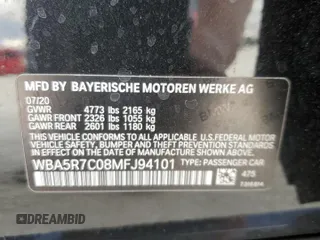 MFD BY BAYERISCHE MOTOREN WERKE AG
07/20
GVWR 4773 lbs 2165 kg
GAWR FRONT 2326 lbs 1055 kg
GAWR REAR 2601 lbs 1180 kg
THIS VEHICLE CONFORMS TO ALL APPLICABLE
U.S. FEDERAL MOTOR VEHICLE SAFETY,
BUMPER, AND THEFT PREVENTION STANDARDS
IN EFFECT ON THE DATE OF MANUFACTURE
SHOWN ABOVE.
WBA5R7C08MFJ94101 TYPE: PASSENGER CAR
475